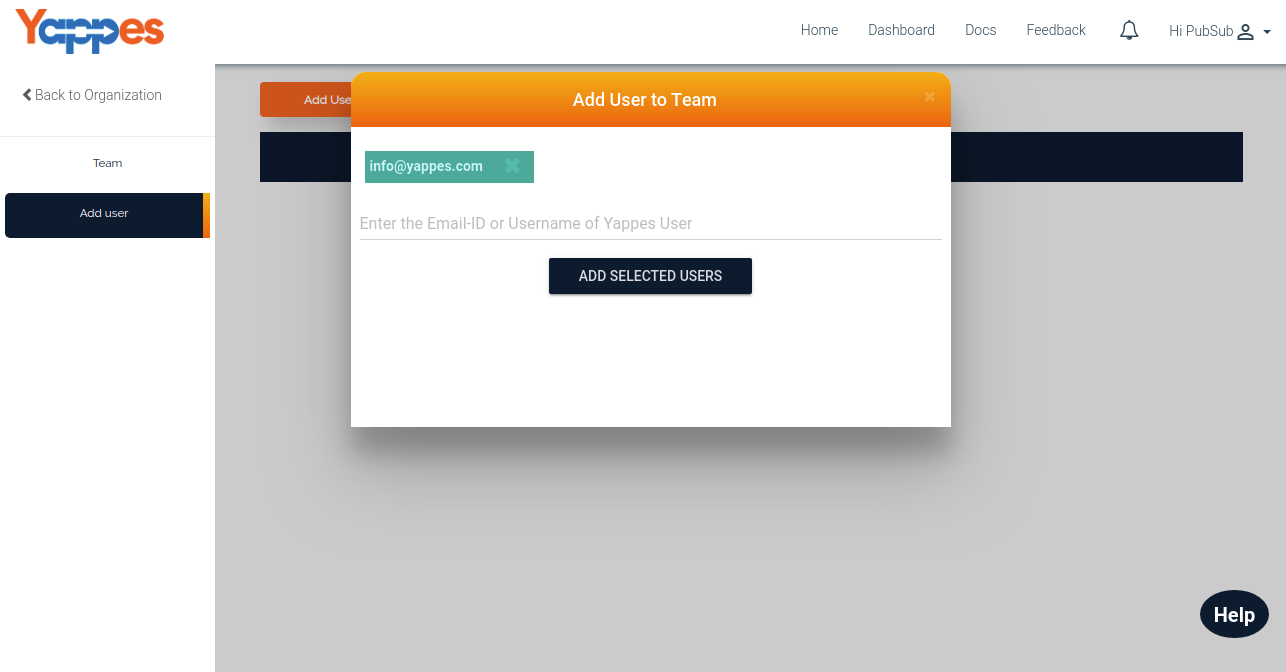 Yappes
Home
Dashboard
Docs
Feedback
Hi PubSub
Back to Organization
Team
Add user
Add Use
Add User to Team
×
info@yappes.com
Enter the Email-ID or Username of Yappes User
ADD SELECTED USERS
Help